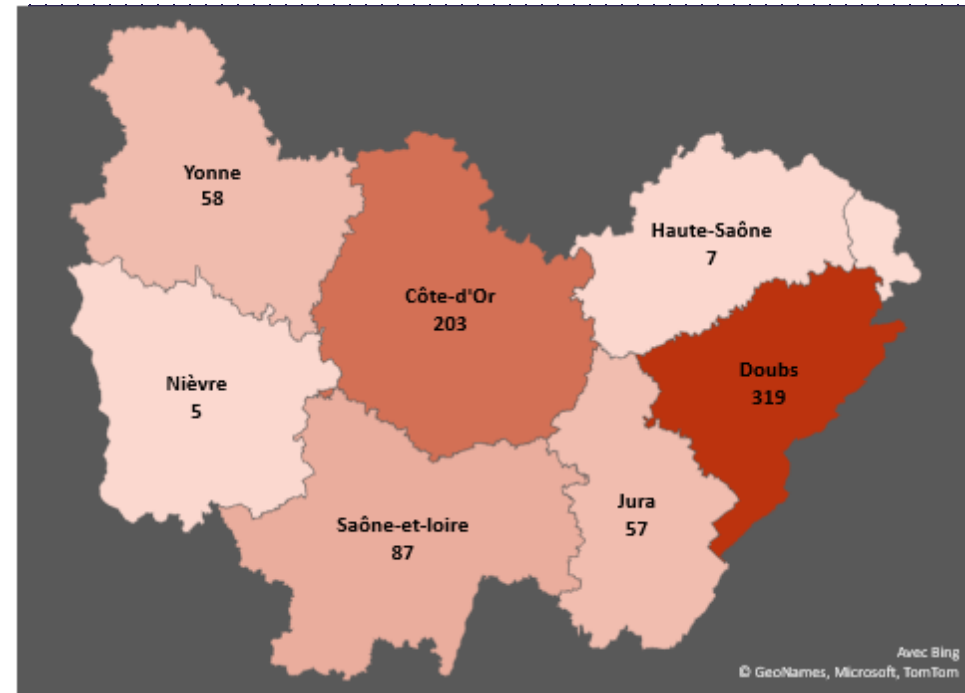 Yonne
58
Haute-Saône
7
Côte-d'Or
203
Doubs
319
Nièvre
5
Jura
57
Saône-et-loire
87
Avec Bing
© GeoNames, Microsoft, TomTom